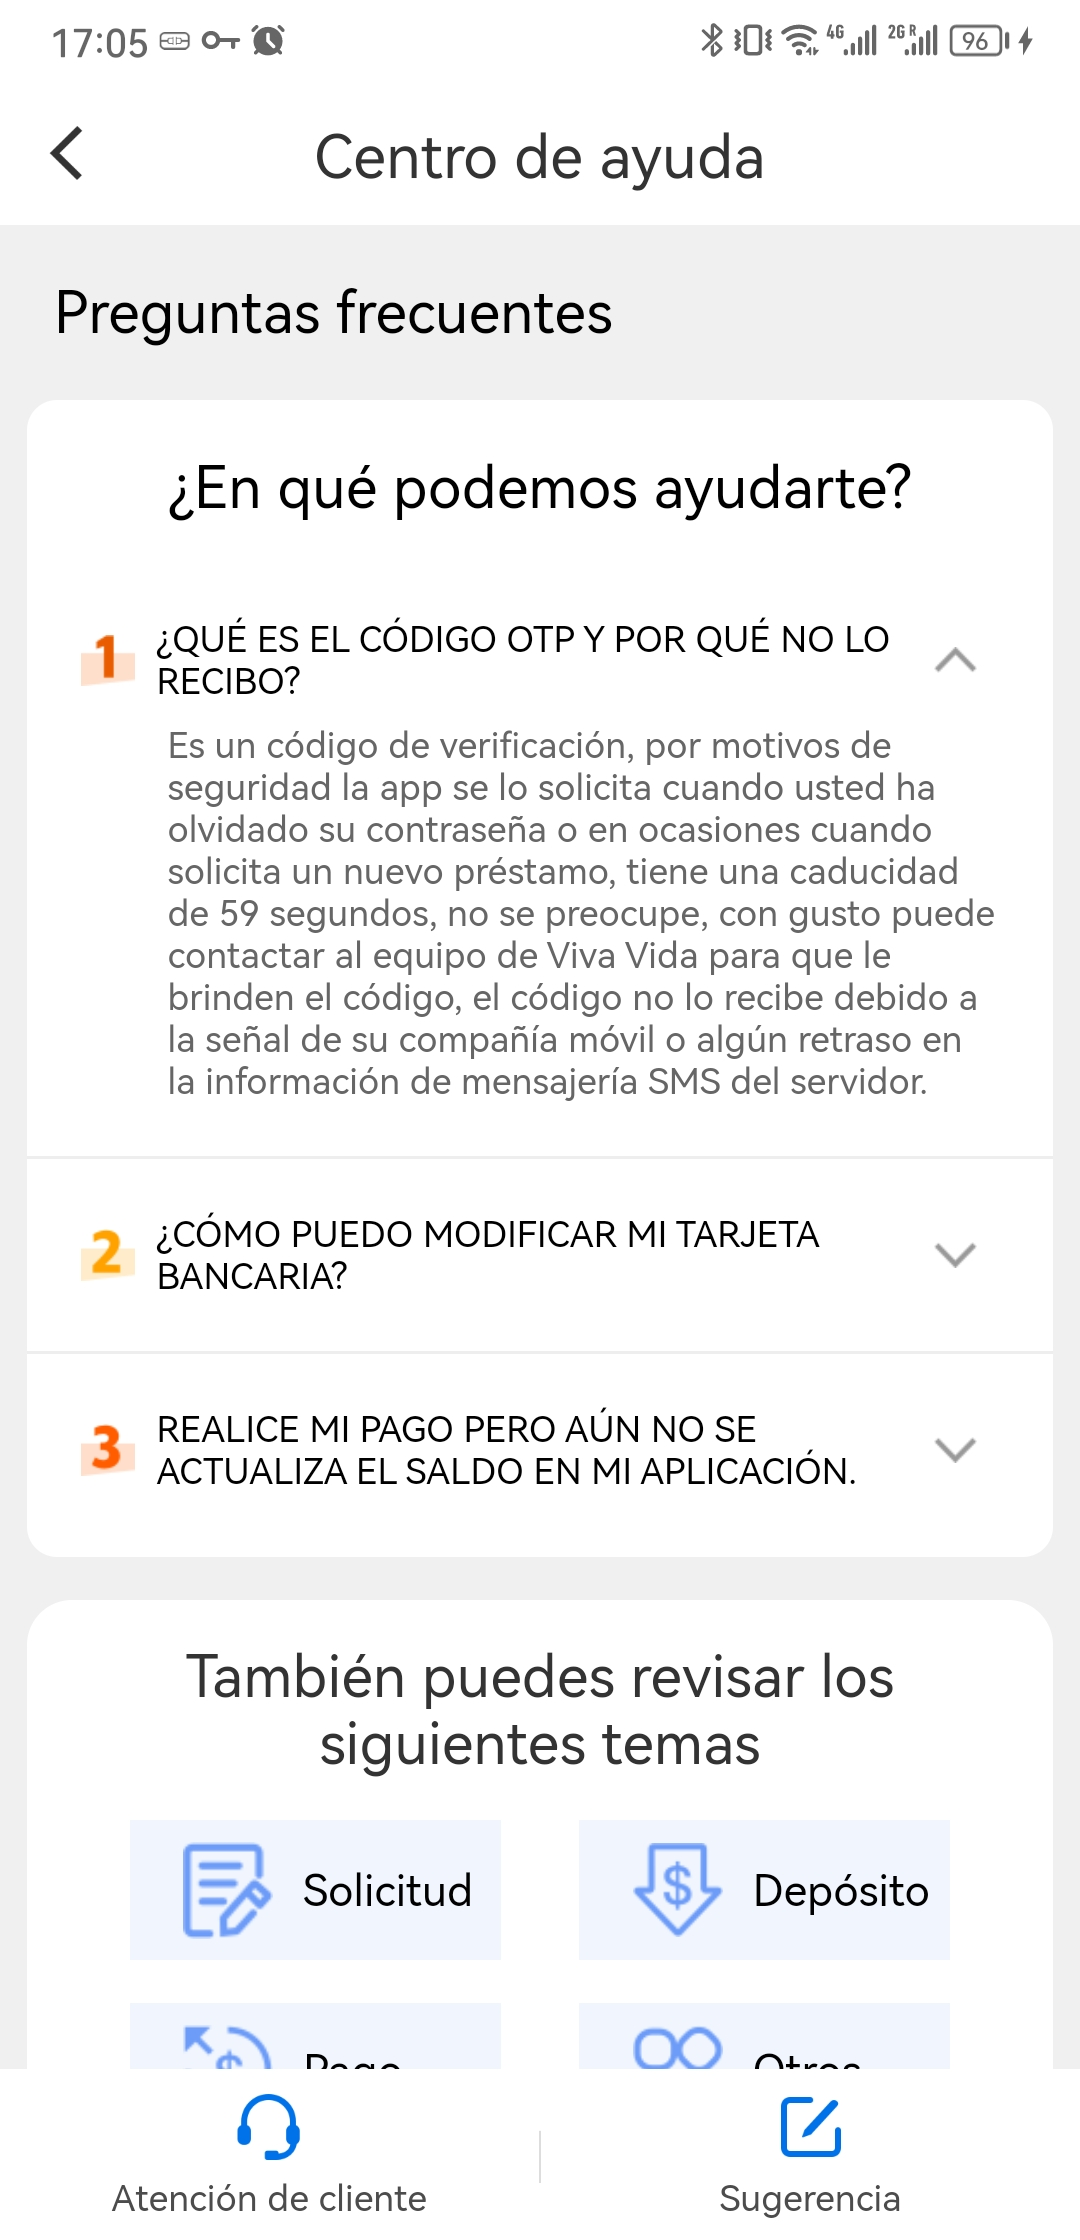 17:05
4G
2G R
96
Centro de ayuda
Preguntas frecuentes
¿En qué podemos ayudarte?
1
¿QUÉ ES EL CÓDIGO OTP Y POR QUÉ NO LO
RECIBO?
Es un código de verificación, por motivos de
seguridad la app se lo solicita cuando usted ha
olvidado su contraseña o en ocasiones cuando
solicita un nuevo préstamo, tiene una caducidad
de 59 segundos, no se preocupe, con gusto puede
contactar al equipo de Viva Vida para que le
brinden el código, el código no lo recibe debido a
la señal de su compañía móvil o algún retraso en
la información de mensajería SMS del servidor.
2
¿CÓMO PUEDO MODIFICAR MI TARJETA
BANCARIA?
3
REALICE MI PAGO PERO AÚN NO SE
ACTUALIZA EL SALDO EN MI APLICACIÓN.
También puedes revisar los
siguientes temas
Solicitud
Depósito
Pago
Otros
Atención de cliente
Sugerencia